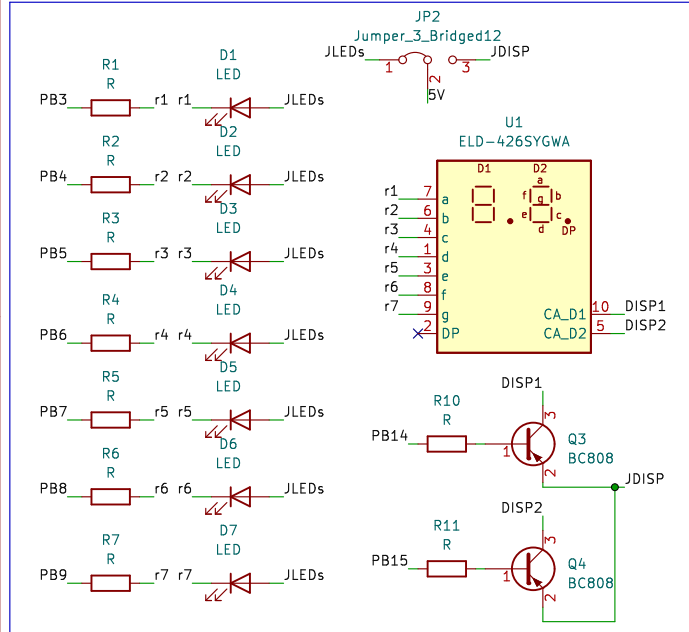 JP2
Jumper_3_Bridged12
JLEDs 1 2 3 JDISP
5V
R1
R
PB3 r1
D1
LED
r1 JLEDs
R2
R
PB4 r2
D2
LED
r2 JLEDs
R3
R
PB5 r3
D3
LED
r3 JLEDs
R4
R
PB6 r4
D4
LED
r4 JLEDs
R5
R
PB7 r5
D5
LED
r5 JLEDs
R6
R
PB8 r6
D6
LED
r6 JLEDs
R7
R
PB9 r7
D7
LED
r7 JLEDs
U1
ELD-426SYGWA
D1 D2
a
f b
g
e c
d DP
r1 7 a
r2 6 b
r3 4 c
r4 1 d
r5 3 e
r6 8 f
r7 9 g
2 DP
CA_D1 10 DISP1
CA_D2 5 DISP2
DISP1
R10
R
PB14
1 3 2
Q3
BC808
JDISP
DISP2
R11
R
PB15
1 3 2
Q4
BC808